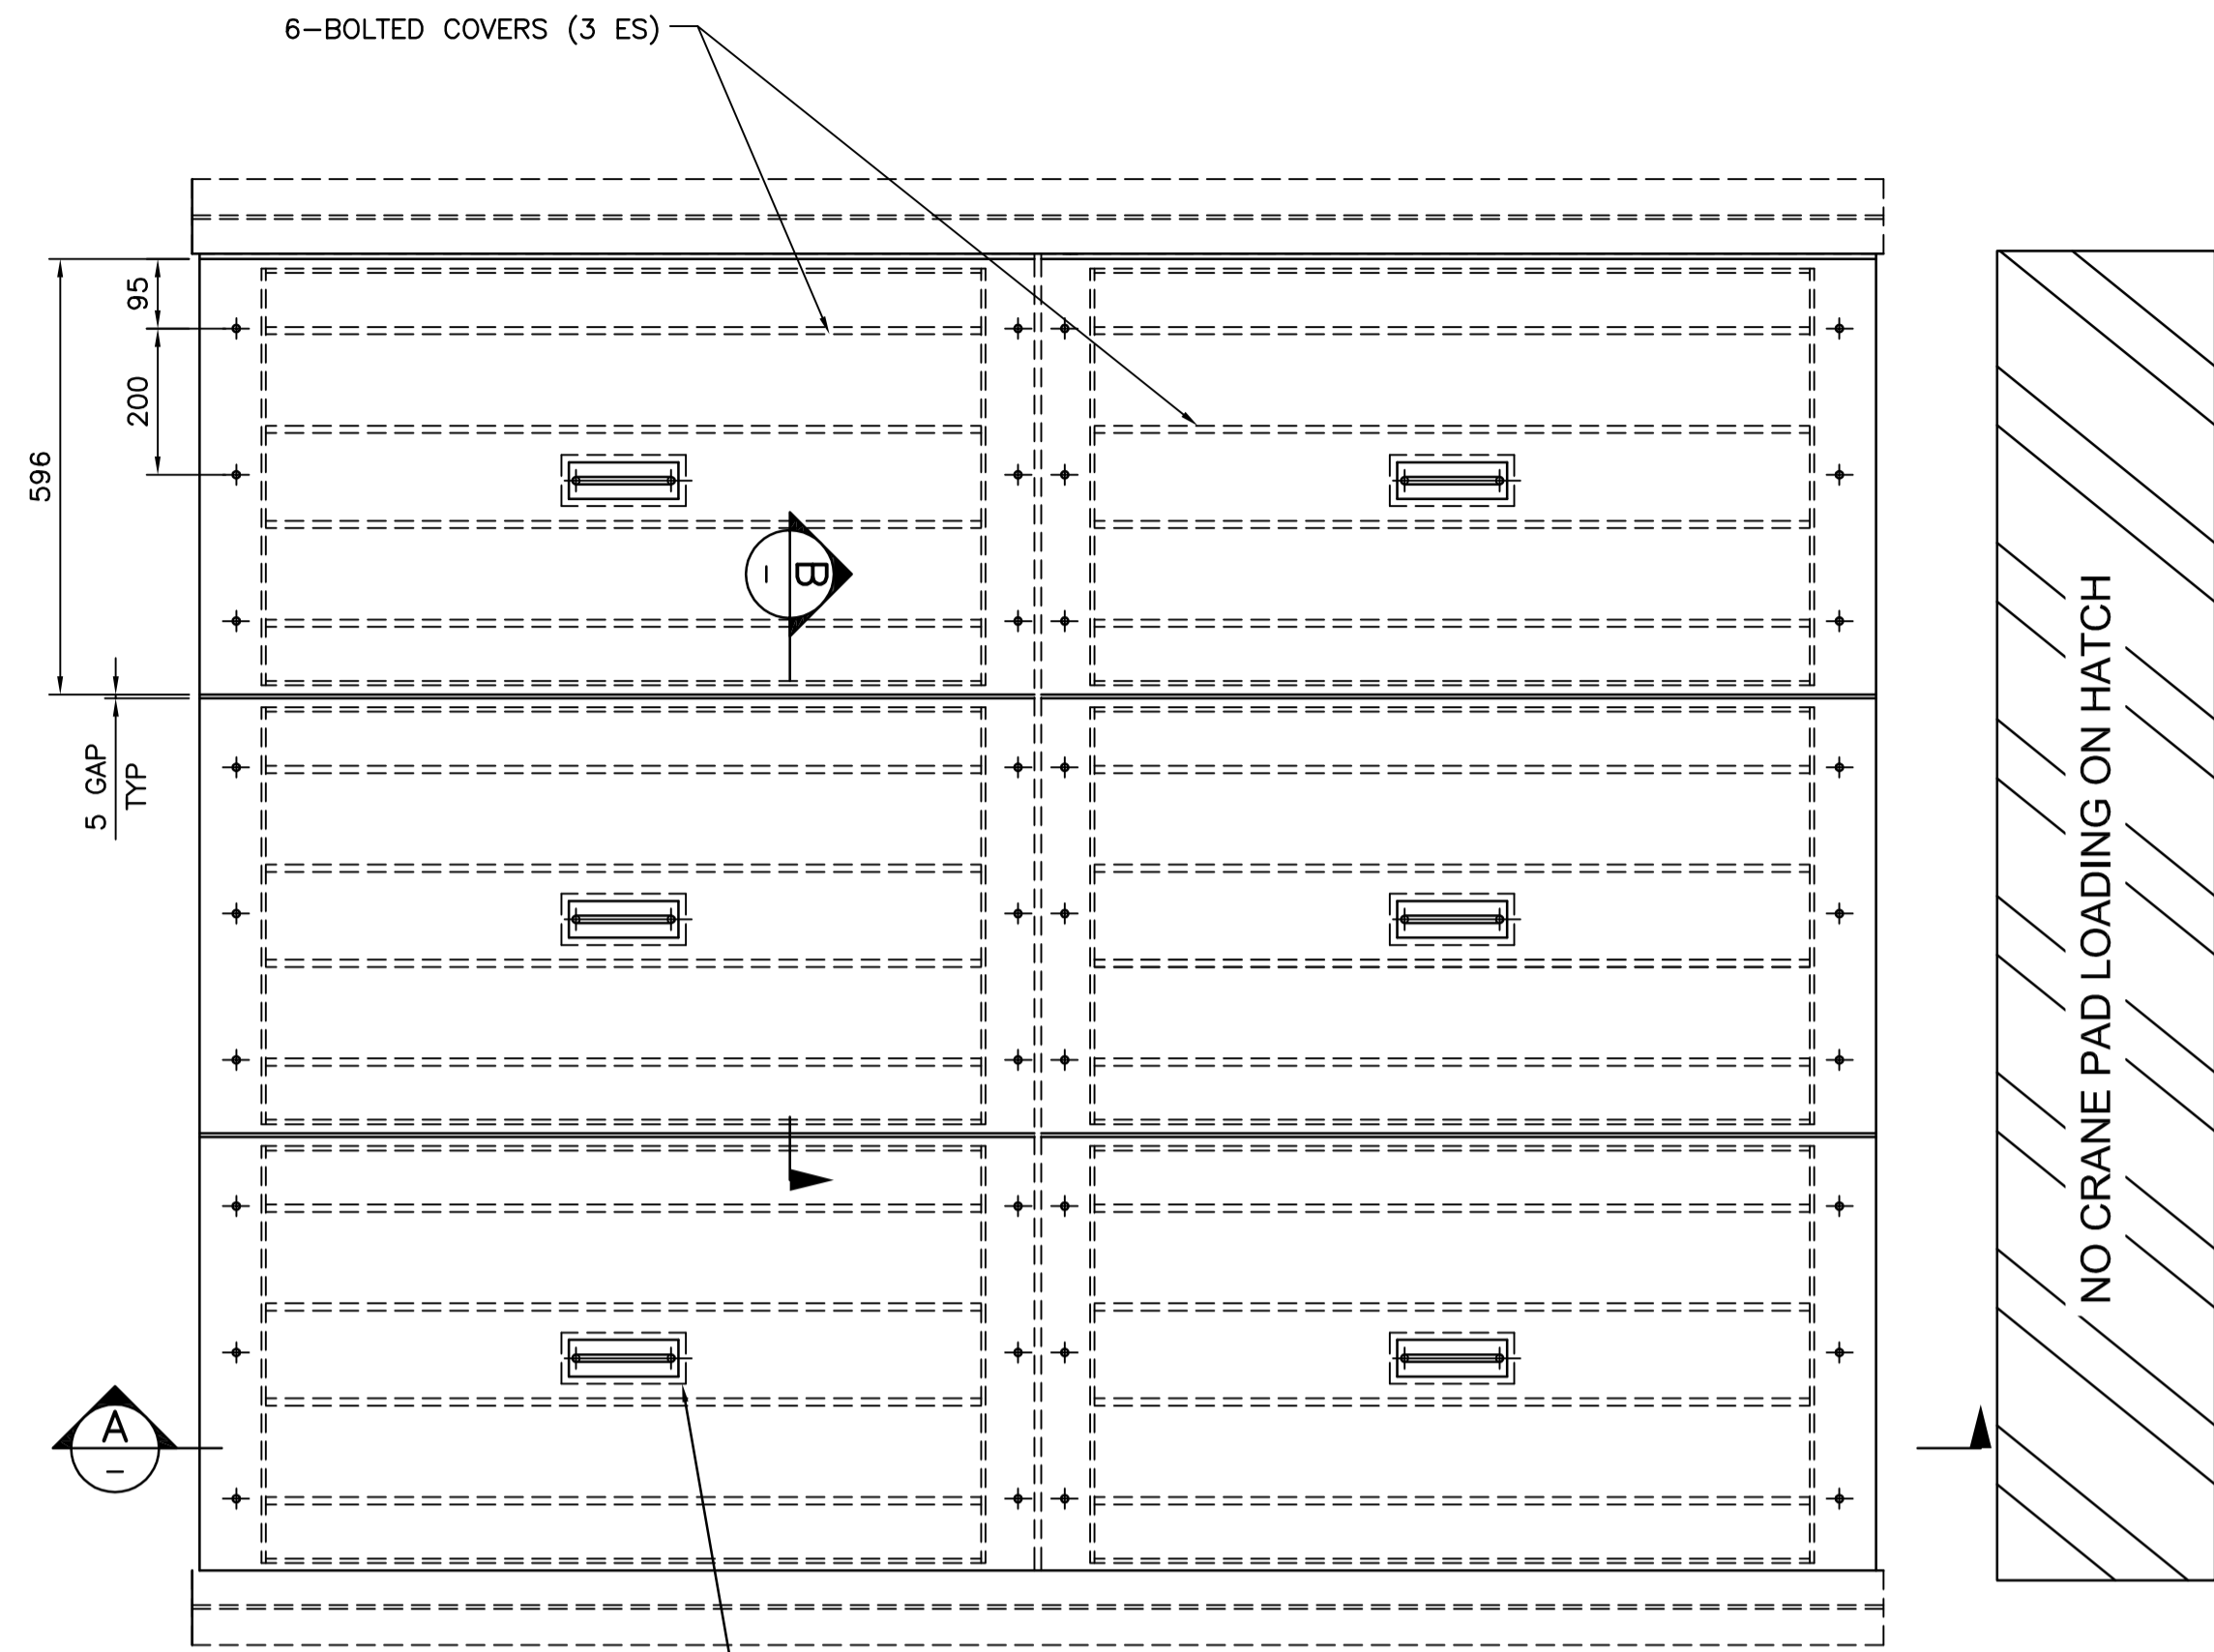 6-BOLTED COVERS (3 ES)
95
200
596
5 GAP
TYP
B
-
A
-
NO CRANE PAD LOADING ON HATCH